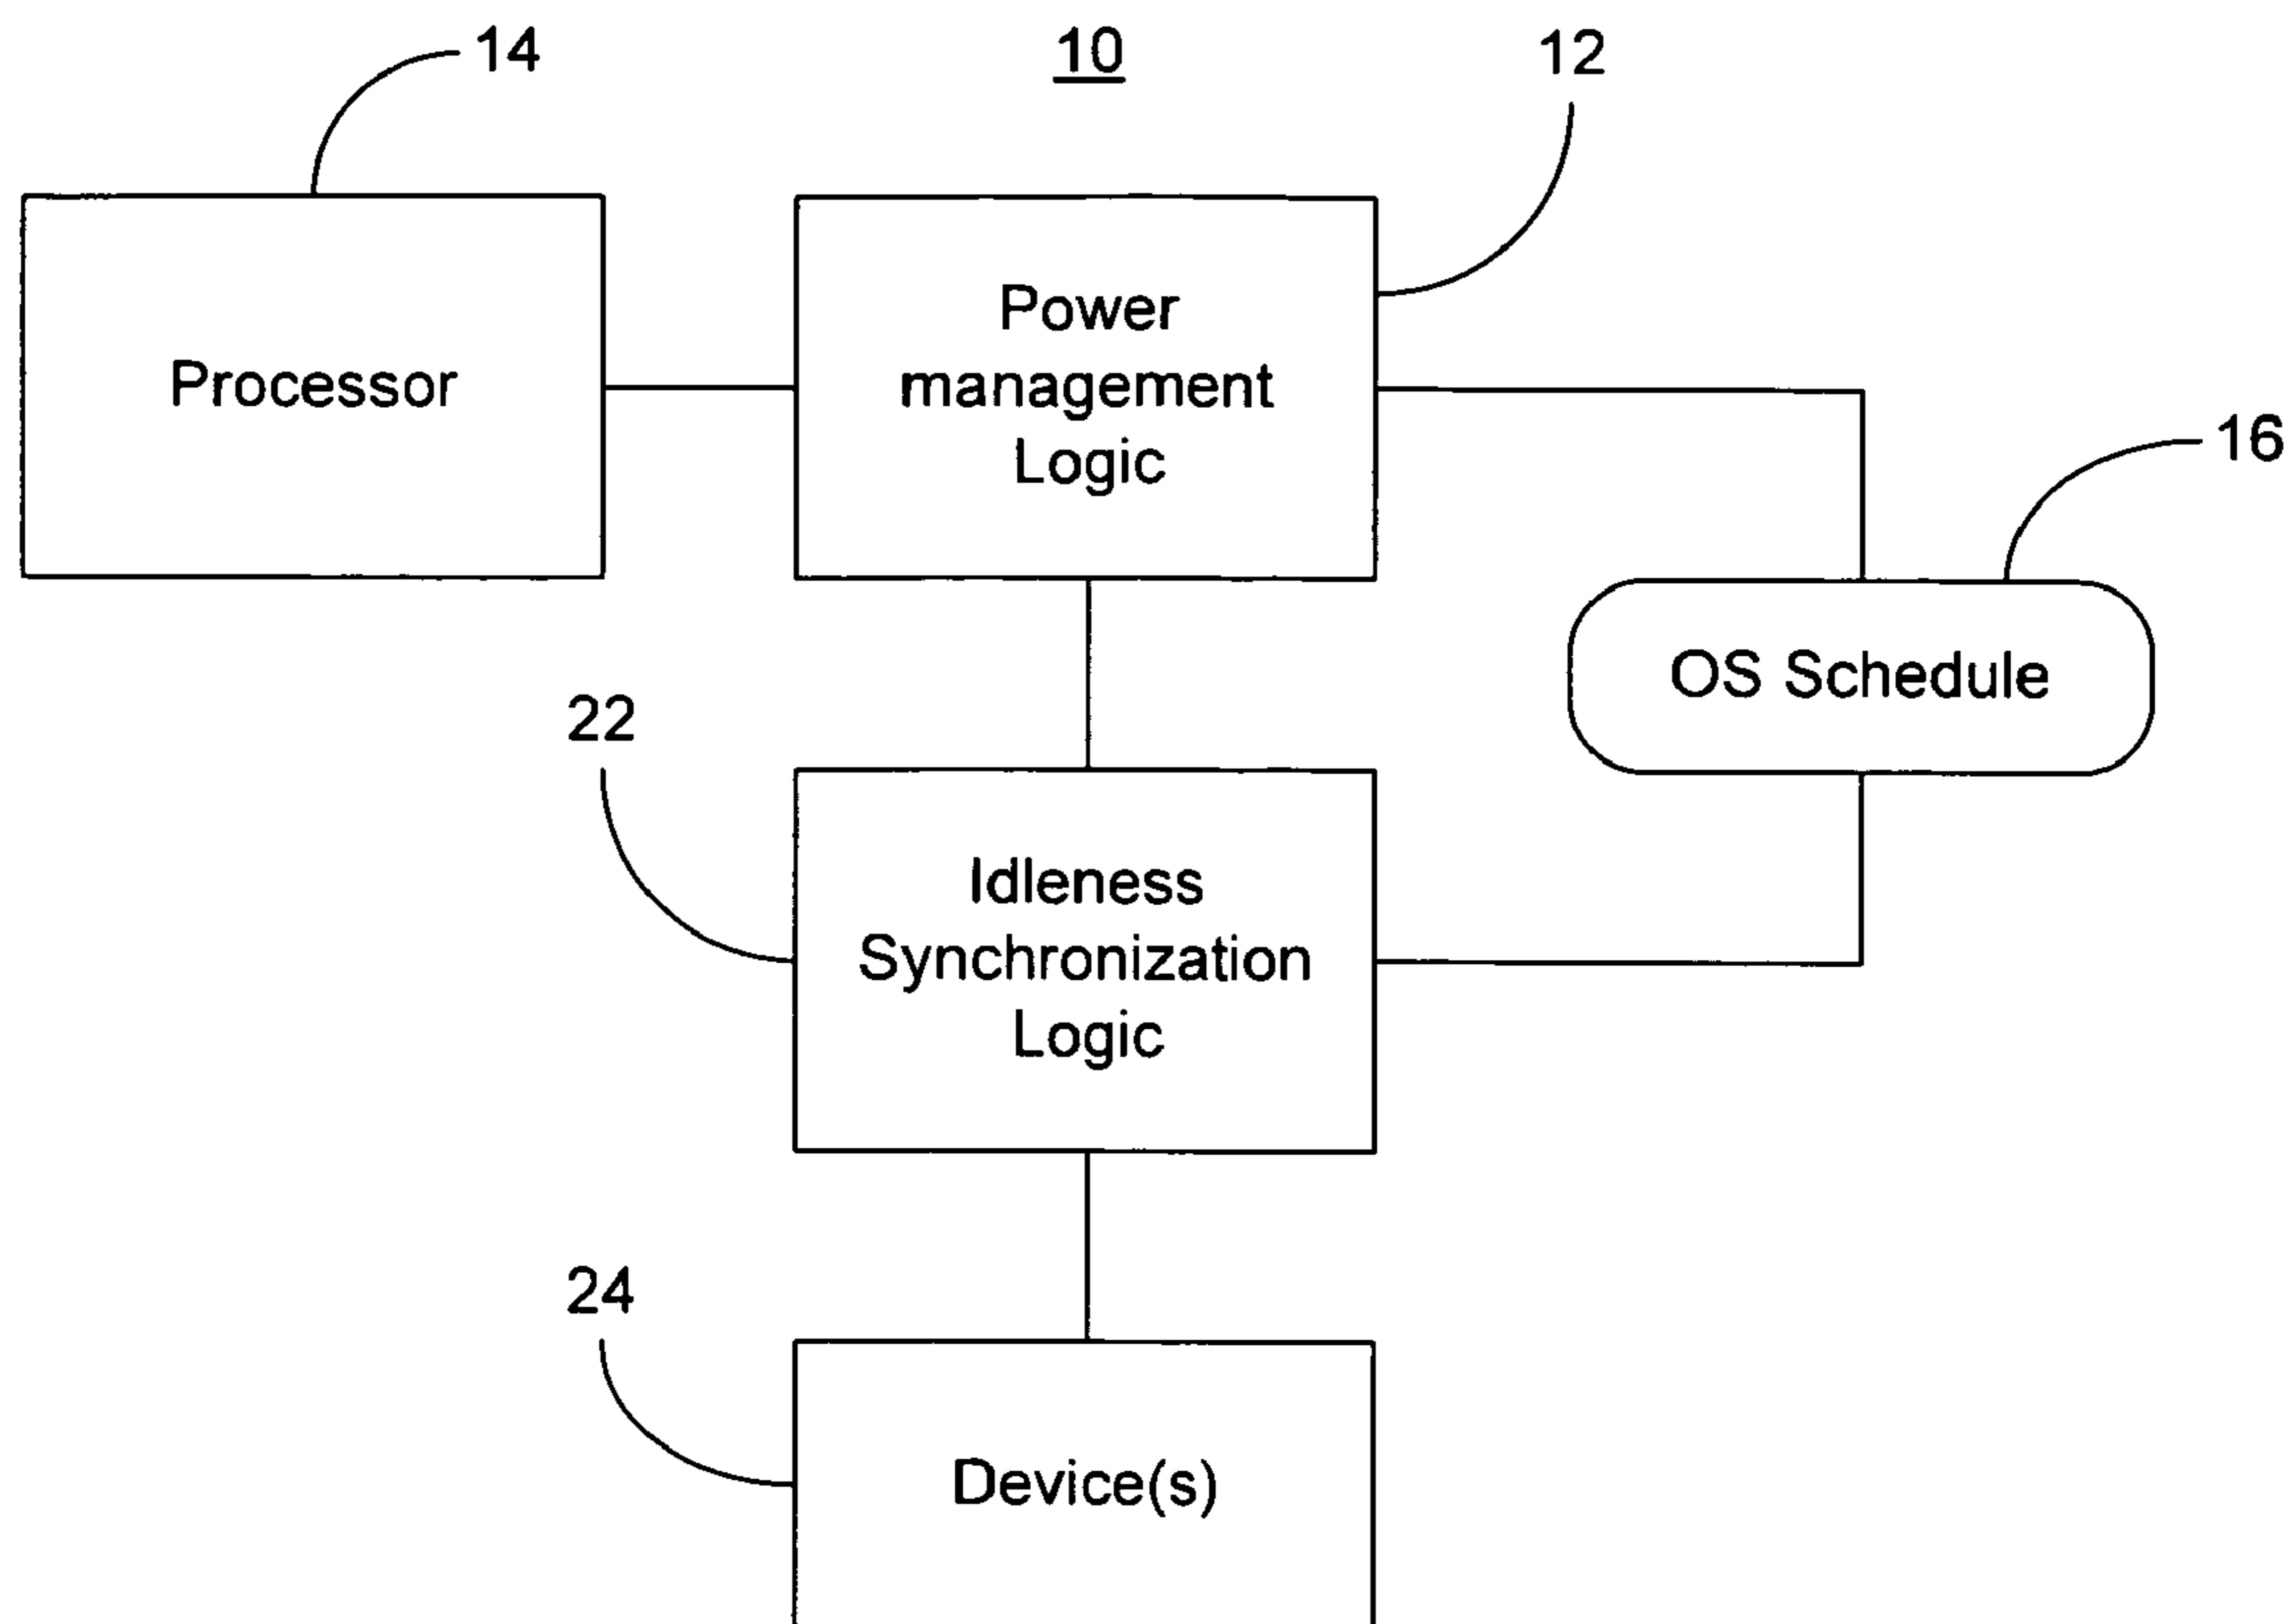 14
10
12
Processor
Power
management
Logic
16
OS Schedule
22
Idleness
Synchronization
Logic
24
Device(s)